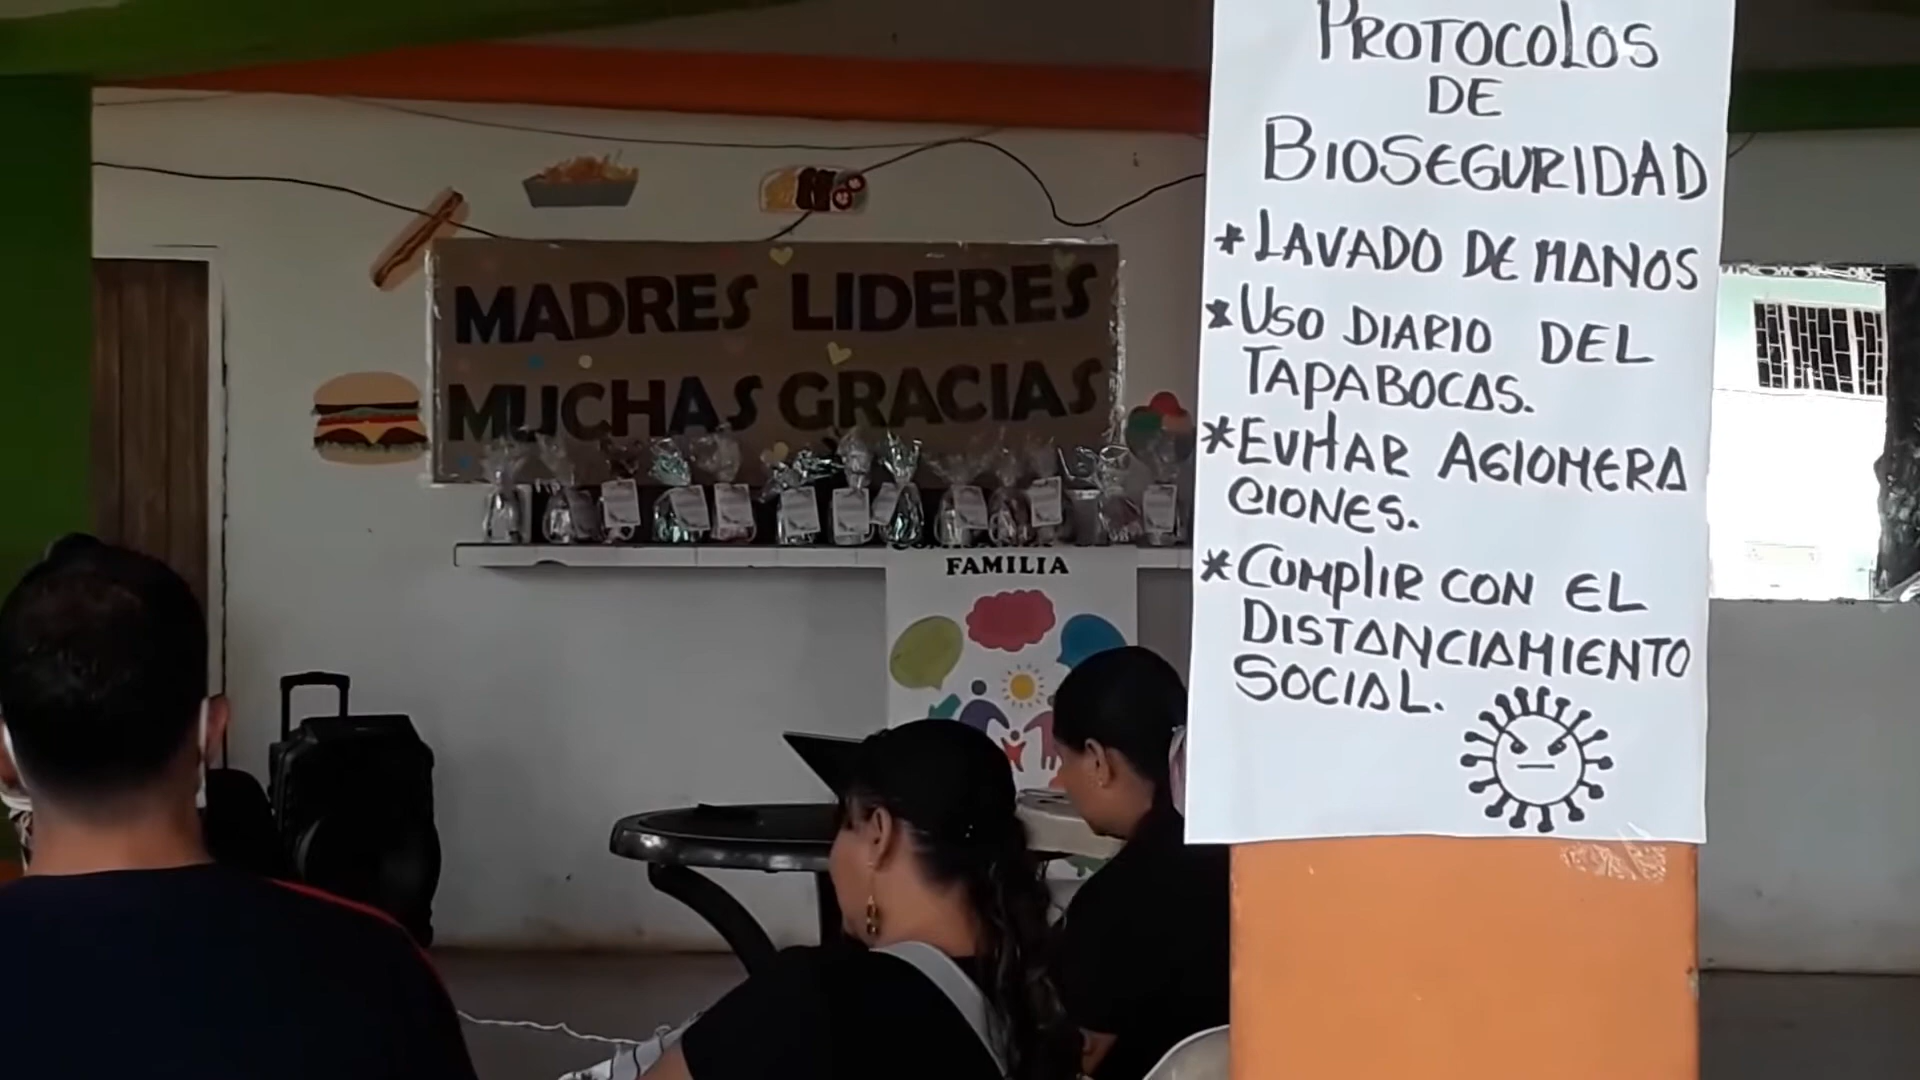 PROTOCOLOS
DE
BIOSEGURIDAD
*LAVADO DE MANOS
*USO DIARIO DEL
TAPABOCAS.
*EVITAR AGLOMERA
CIONES.
*CUMPLIR CON EL
DISTANCIAMIENTO
SOCIAL.
MADRES LIDERES
MUCHAS GRACIAS
FAMILIA